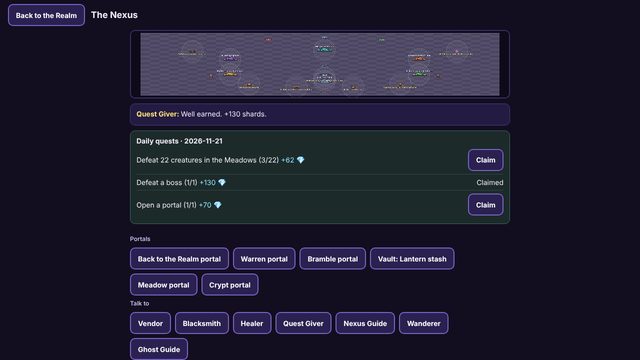 Back to the Realm The Nexus
Quest Giver: Well earned. +130 shards.
Daily quests · 2026-11-21
Defeat 22 creatures in the Meadows (3/22) +62 💎 Claim
Defeat a boss (1/1) +130 💎 Claimed
Open a portal (1/1) +70 💎 Claim
Portals
Back to the Realm portal Warren portal Bramble portal Vault: Lantern stash
Meadow portal Crypt portal
Talk to
Vendor Blacksmith Healer Quest Giver Nexus Guide Wanderer
Ghost Guide